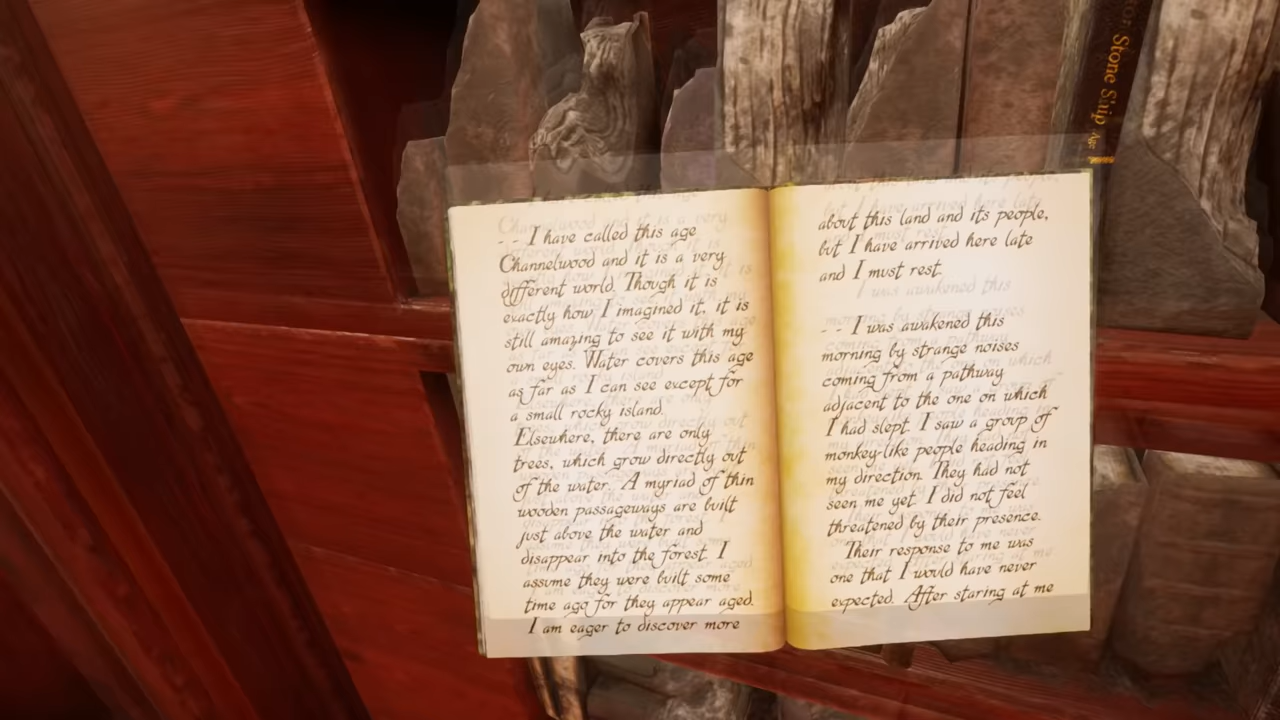 tor Stone Ship Age
- - I have called this age
Channelwood and it is a very
different world. Though it is
exactly how I imagined it, it is
still amazing to see it with my
own eyes. Water covers this age
as far as I can see except for
a small rocky island.
Elsewhere, there are only
trees, which grow directly out
of the water. A myriad of thin
wooden passageways are built
just above the water and
disappear into the forest. I
assume they were built some
time ago for they appear aged.
I am eager to discover more
about this land and its people,
but I have arrived here late
and I must rest.
- - I was awakened this
morning by strange noises
coming from a pathway
adjacent to the one on which
I had slept. I saw a group of
monkey-like people heading in
my direction. They had not
seen me yet. I did not feel
threatened by their presence.
Their response to me was
one that I would have never
expected. After staring at me